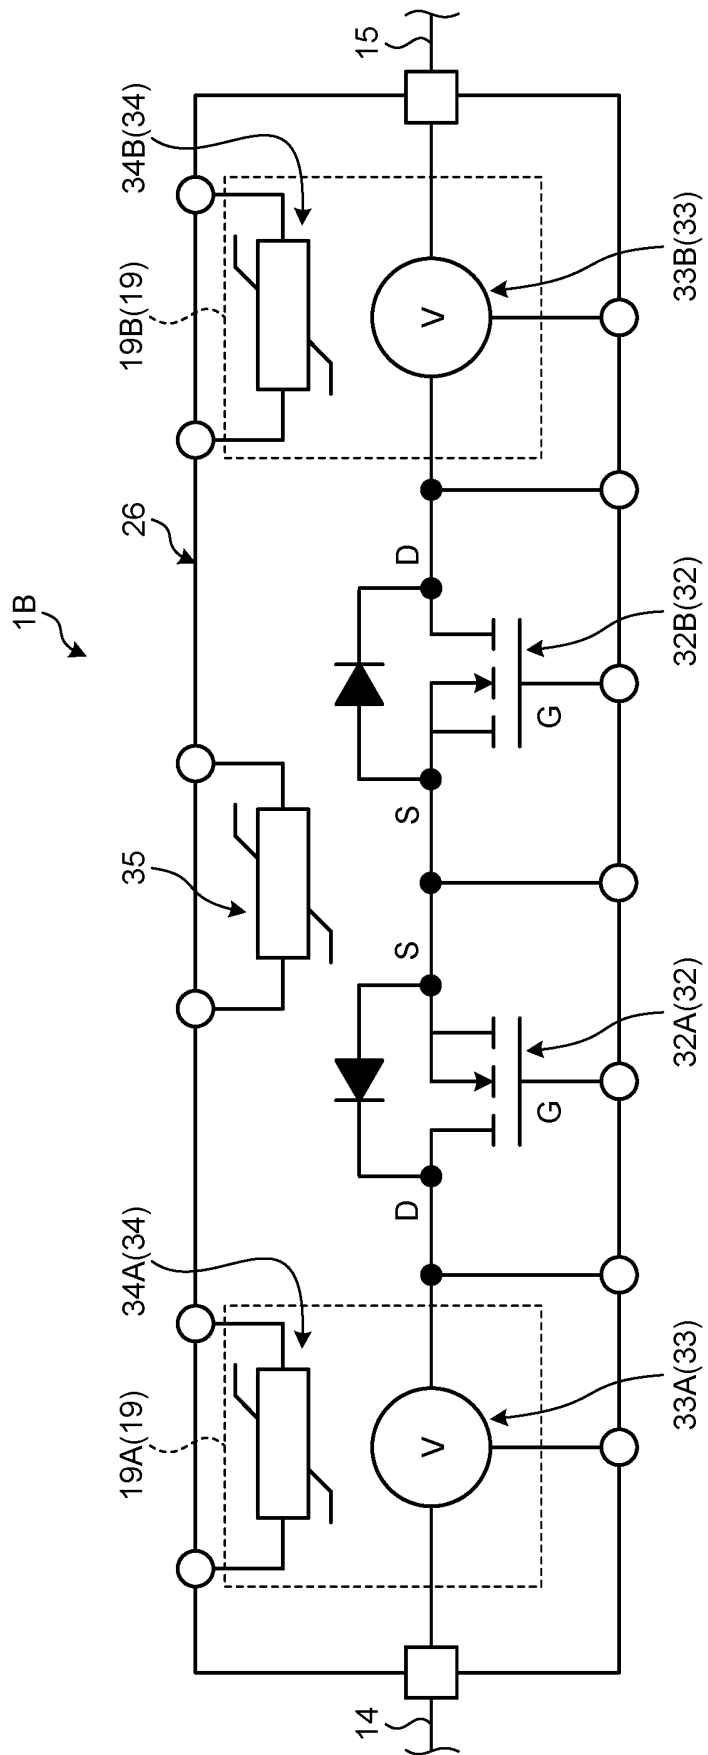 1B
26
19A(19)
34A(34)
35
19B(19)
34B(34)
14
15
V
D
G
S
S
G
D
V
33A(33)
32A(32)
32B(32)
33B(33)